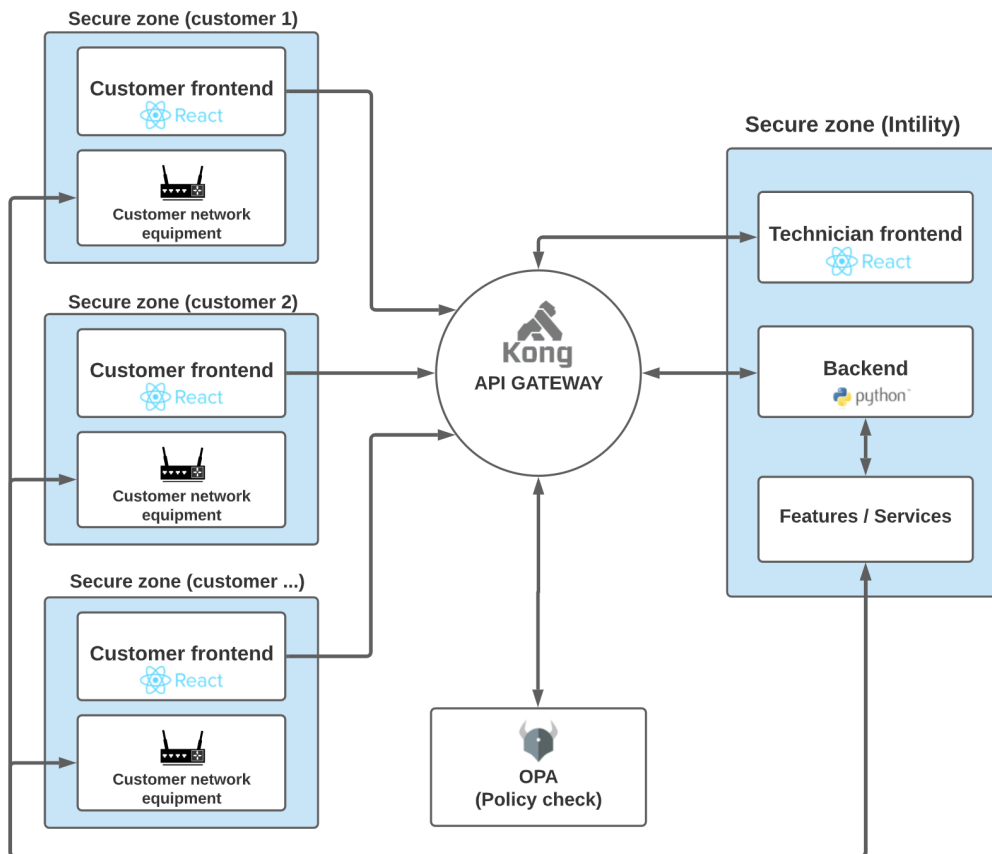 Secure zone (customer 1)
Customer frontend
React
Customer network
equipment
Secure zone (customer 2)
Customer frontend
React
Customer network
equipment
Secure zone (customer ...)
Customer frontend
React
Customer network
equipment
Kong
API GATEWAY
OPA
(Policy check)
Secure zone (Intility)
Technician frontend
React
Backend
python™
Features / Services